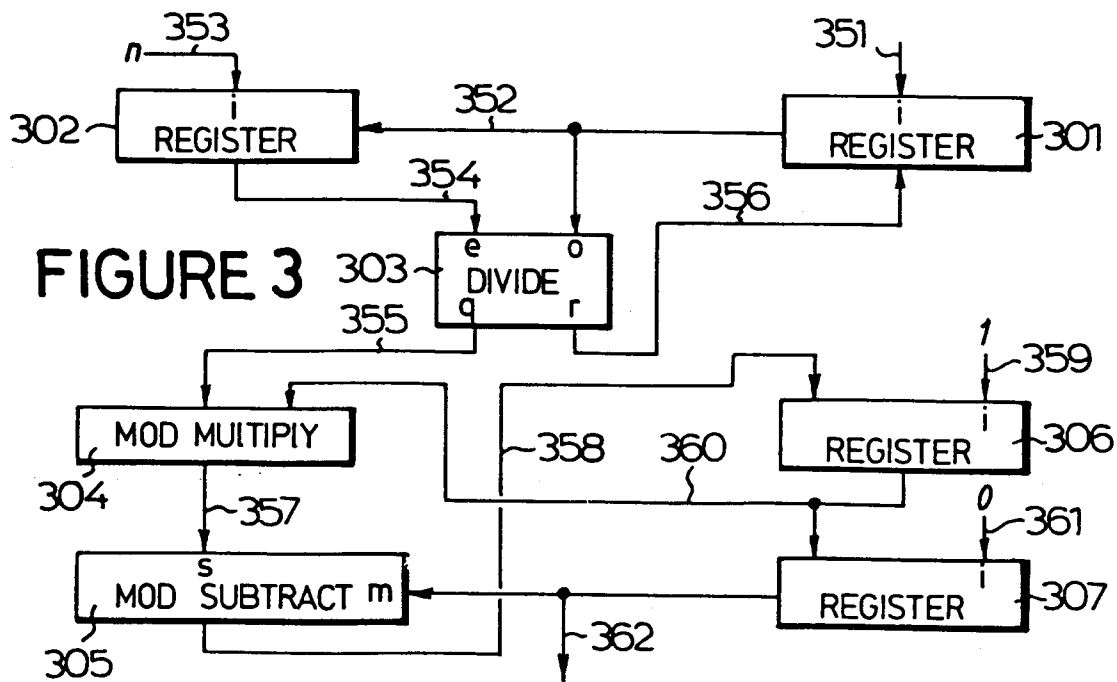 n 353
351
i
REGISTER
302
352
i
REGISTER
301
354
356
FIGURE 3
303
e o
DIVIDE
q r
355
1
359
MOD MULTIPLY
304
358
360
i
REGISTER
306
357
0
361
s
MOD SUBTRACT m
305
362
i
REGISTER
307